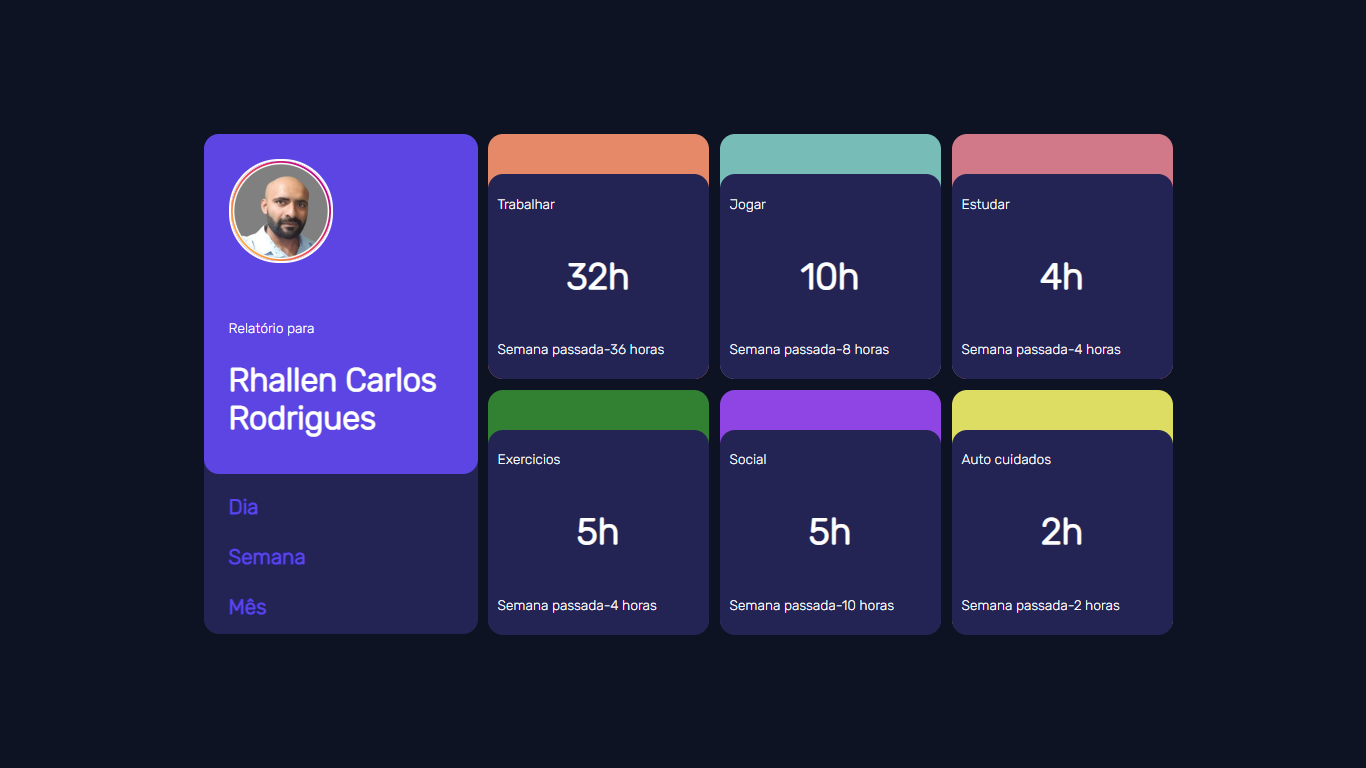 Relatório para
Rhallen Carlos
Rodrigues
Dia
Semana
Mês
Trabalhar
32h
Semana passada-36 horas
Jogar
10h
Semana passada-8 horas
Estudar
4h
Semana passada-4 horas
Exercicios
5h
Semana passada-4 horas
Social
5h
Semana passada-10 horas
Auto cuidados
2h
Semana passada-2 horas